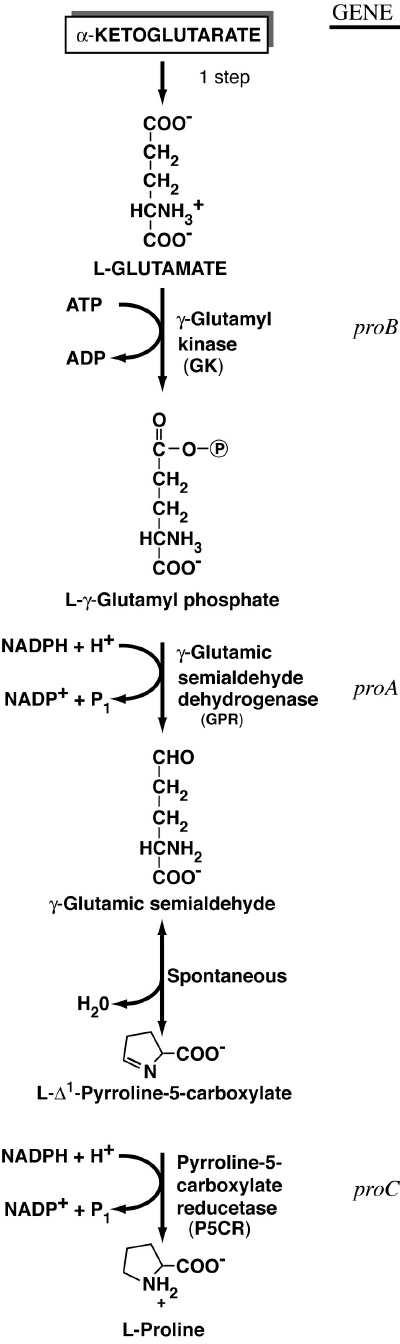 GENE
α-KETOGLUTARATE
1 step
COO-
CH2
CH2
HCNH3+
COO-
L-GLUTAMATE
ATP
γ-Glutamyl
kinase
(GK)
proB
ADP
O
C-O-P
CH2
CH2
HCNH3
COO-
L-γ-Glutamyl phosphate
NADPH + H+
γ-Glutamic
semialdehyde
dehydrogenase
(GPR)
proA
NADP+ + P1
CHO
CH2
CH2
HCNH2
COO-
γ-Glutamic semialdehyde
Spontaneous
H20
COO-
N
L-Δ1-Pyrroline-5-carboxylate
NADPH + H+
Pyrroline-5-
carboxylate
reducetase
(P5CR)
proC
NADP+ + P1
COO-
NH2
+
L-Proline